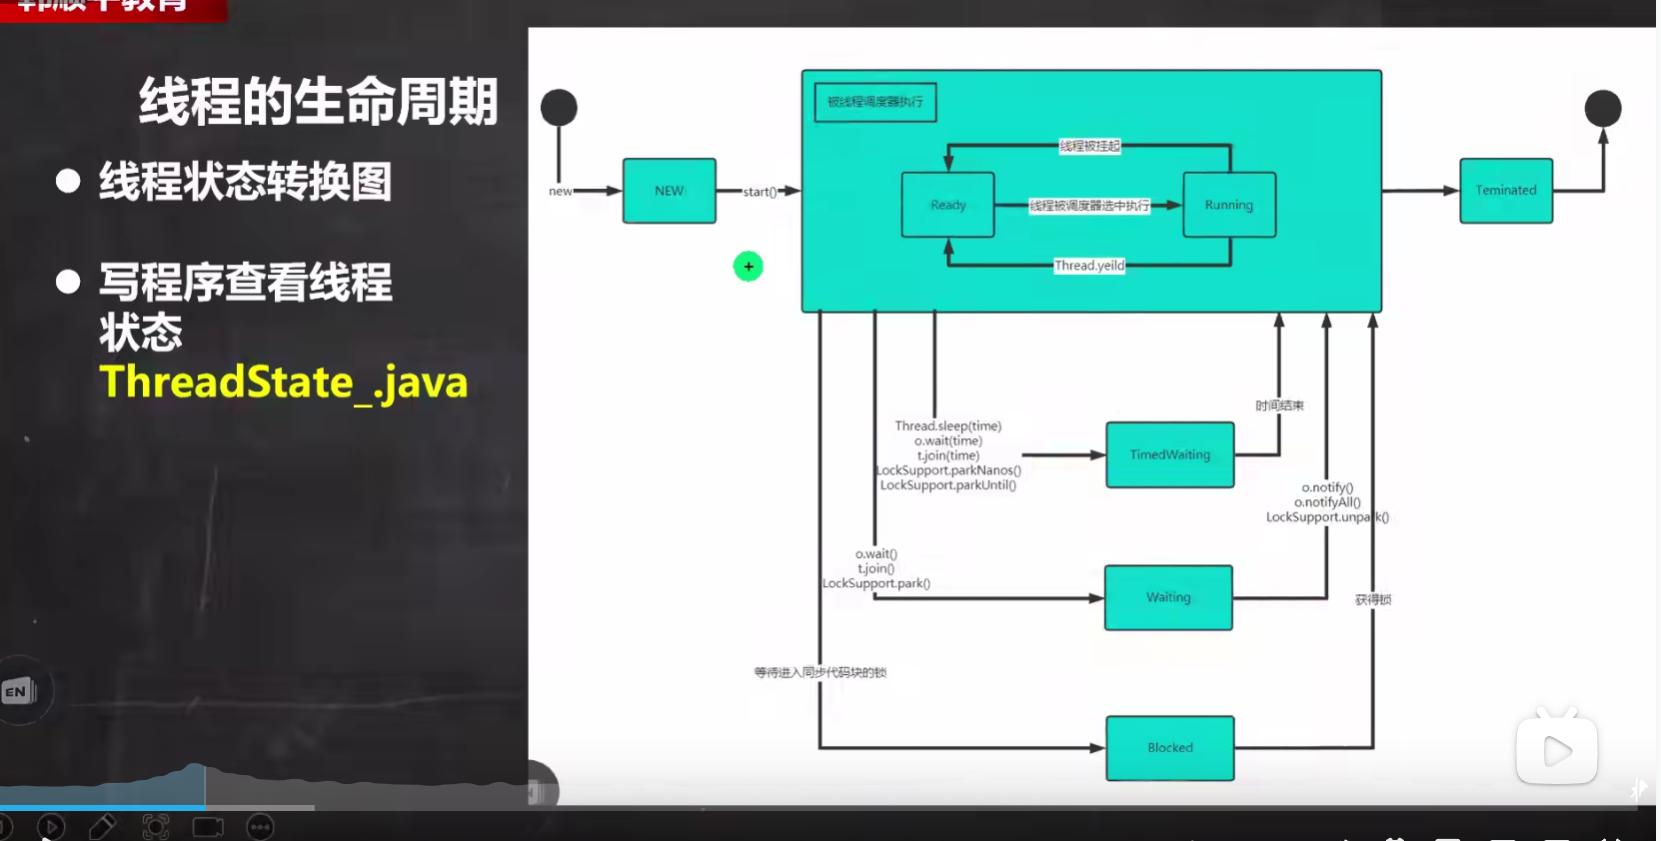 韩顺平教育
线程的生命周期
线程状态转换图
写程序查看线程
状态
ThreadState_.java
被线程调度器执行
线程被挂起
new
NEW
start()
Ready
线程被调度器选中执行
Running
Teminated
Thread.yeild
时间结束
Thread.sleep(time)
o.wait(time)
t.join(time)
LockSupport.parkNanos()
LockSupport.parkUntil()
TimedWaiting
o.notify()
o.notifyAll()
LockSupport.unpark()
o.wait()
t.join()
LockSupport.park()
Waiting
获得锁
等待进入同步代码块的锁
Blocked
EN